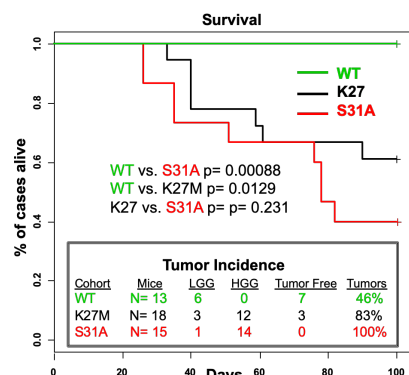 Survival
% of cases alive
1.0
0.8
0.6
0.4
0.2
0.0
WT
K27
S31A
WT vs. S31A p= 0.00088
WT vs. K27M p= 0.0129
K27 vs. S31A p= p= 0.231
Tumor Incidence
Cohort Mice LGG HGG Tumor Free Tumors
WT N= 13 6 0 7 46%
K27M N= 18 3 12 3 83%
S31A N= 15 1 14 0 100%
0 20 40 60 80 100
Days